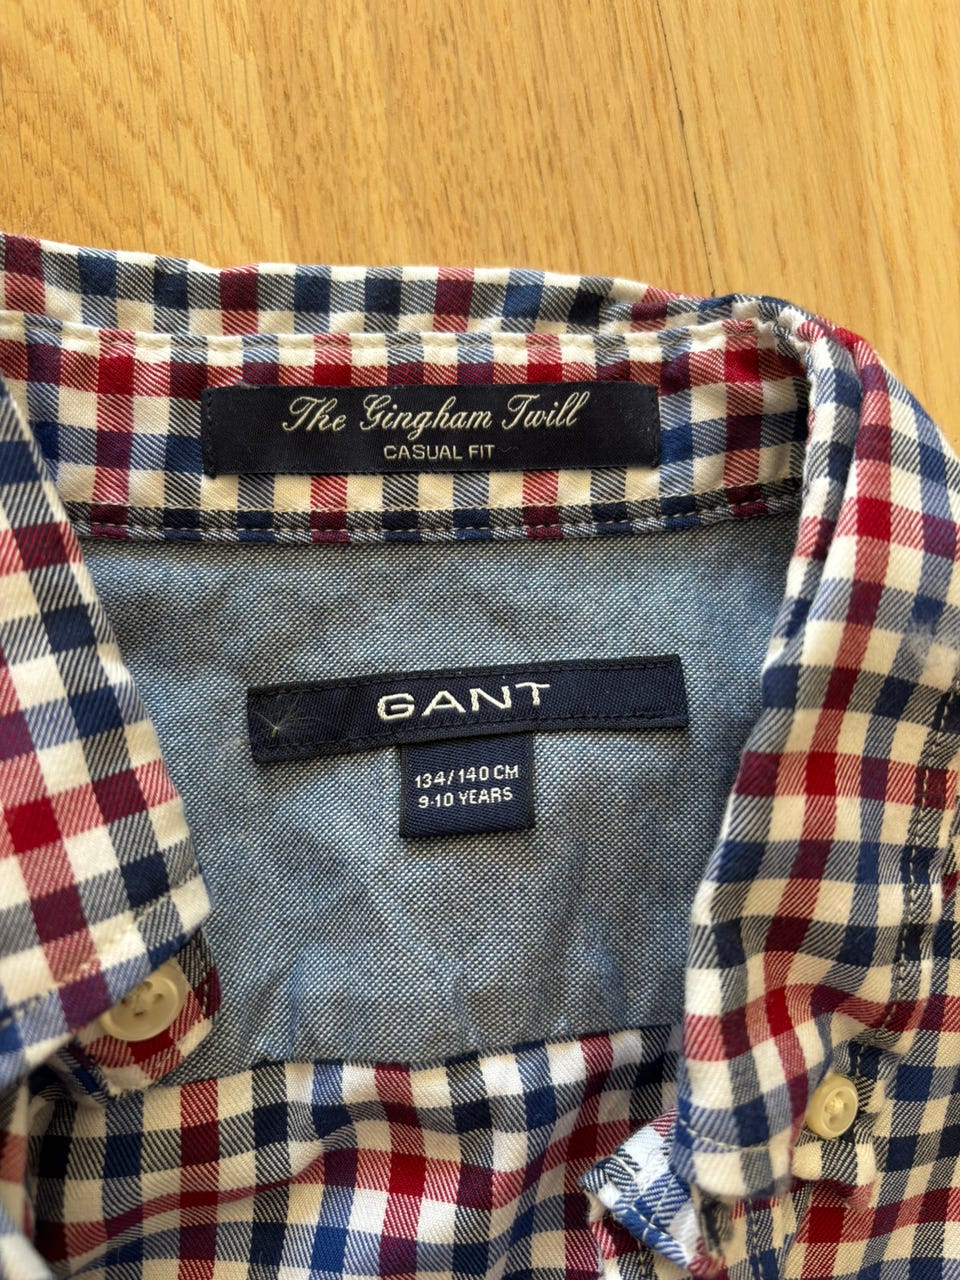 The Gingham Twill
CASUAL FIT
GANT
134/140 CM
9-10 YEARS